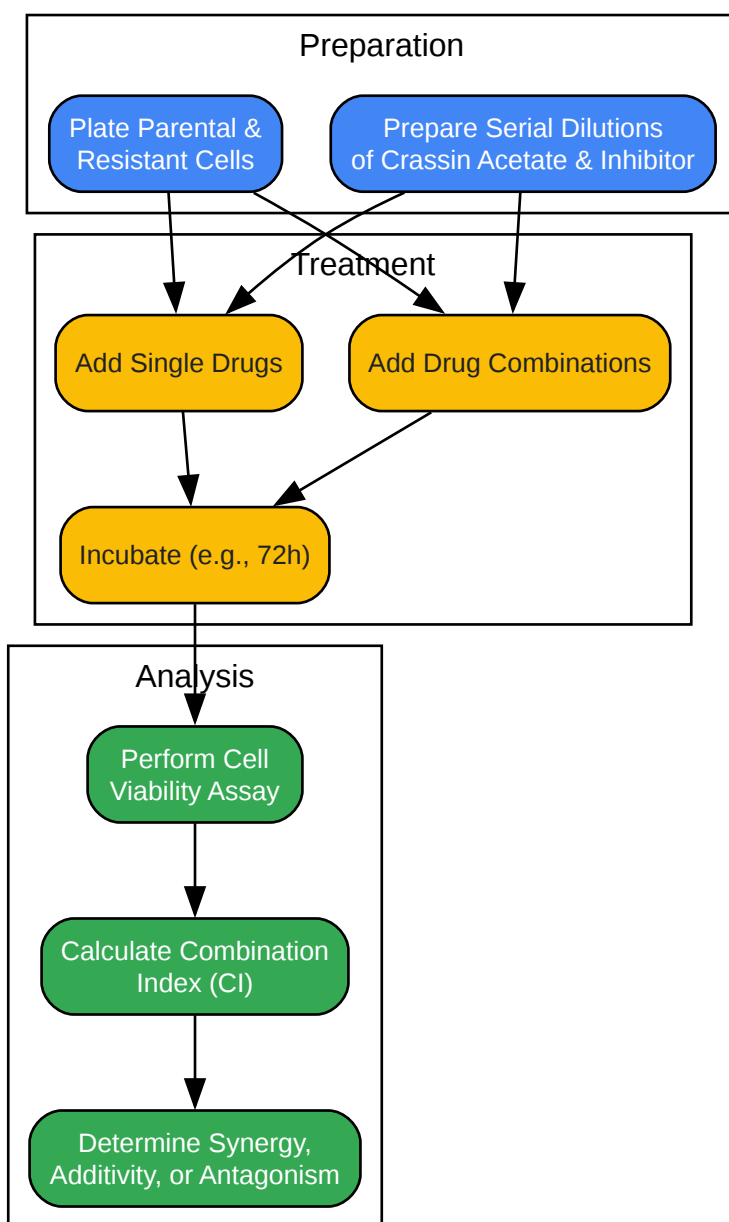 Preparation
Plate Parental &
Resistant Cells
Prepare Serial Dilutions
of Crassin Acetate & Inhibitor
Treatment
Add Single Drugs
Add Drug Combinations
Incubate (e.g., 72h)
Analysis
Perform Cell
Viability Assay
Calculate Combination
Index (CI)
Determine Synergy,
Additivity, or Antagonism